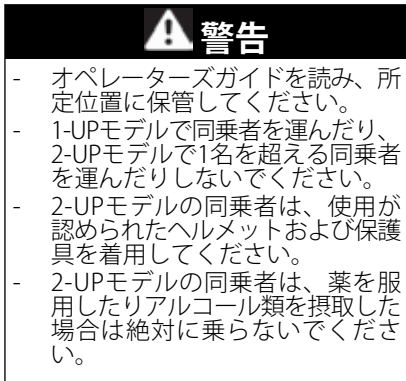 警告
- オペレーターズガイドを読み、所
定位置に保管してください。
- 1-UPモデルで同乗者を運んだり、
2-UPモデルで1名を超える同乗者
を運んだりしないでください。
- 2-UPモデルの同乗者は、使用が
認められたヘルメットおよび保護
具を着用してください。
- 2-UPモデルの同乗者は、薬を服
用したりアルコール類を摂取した
場合は絶対に乗らないでくださ
い。